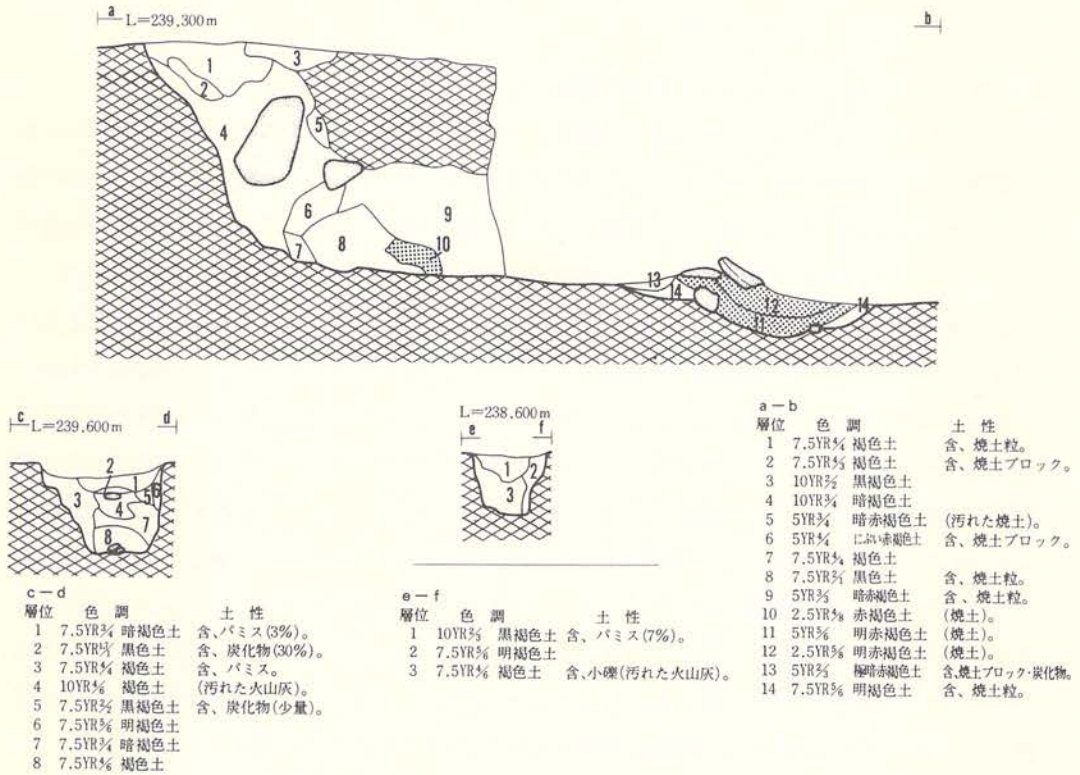 a b
L=239,300m
1 3
2
4 5
6 9
7 8 10
13
14 12 14
11
c L=239,600m d
2
3 1 5 6
4
7
8
L=238,600m
e f
1 2
3
a－b
層位 色調 土性
1 7.5YR4/4 褐色土 含、焼土粒。
2 7.5YR4/3 褐色土 含、焼土ブロック。
3 10YR2/2 黒褐色土
4 10YR3/4 暗褐色土
5 5YR3/4 暗赤褐色土 (汚れた焼土)。
6 5YR4/4 にぶい赤褐色土 含、焼土ブロック。
7 7.5YR4/4 褐色土
8 7.5YR2/1 黒色土 含、焼土粒。
9 5YR3/3 暗赤褐色土 含、焼土粒。
10 2.5YR4/8 赤褐色土 (焼土)。
11 5YR5/6 明赤褐色土 (焼土)。
12 2.5YR5/8 明赤褐色土 (焼土)。
13 5YR2/3 極暗赤褐色土 含、焼土ブロック・炭化物。
14 7.5YR5/6 明褐色土 含、焼土粒。
c－d
層位 色調 土性
1 7.5YR3/4 暗褐色土 含、パミス(3%)。
2 7.5YR 黒色土 含、炭化物(30%)。
3 7.5YR4/4 褐色土 含、パミス。
4 10YR4/6 褐色土 (汚れた火山灰)。
5 7.5YR2/2 黒褐色土 含、炭化物(少量)。
6 7.5YR5/6 明褐色土
7 7.5YR3/4 暗褐色土
8 7.5YR4/6 褐色土
e－f
層位 色調 土性
1 10YR2/3 黒褐色土 含、パミス(7%)。
2 7.5YR5/6 明褐色土
3 7.5YR4/6 褐色土 含、小礫(汚れた火山灰)。